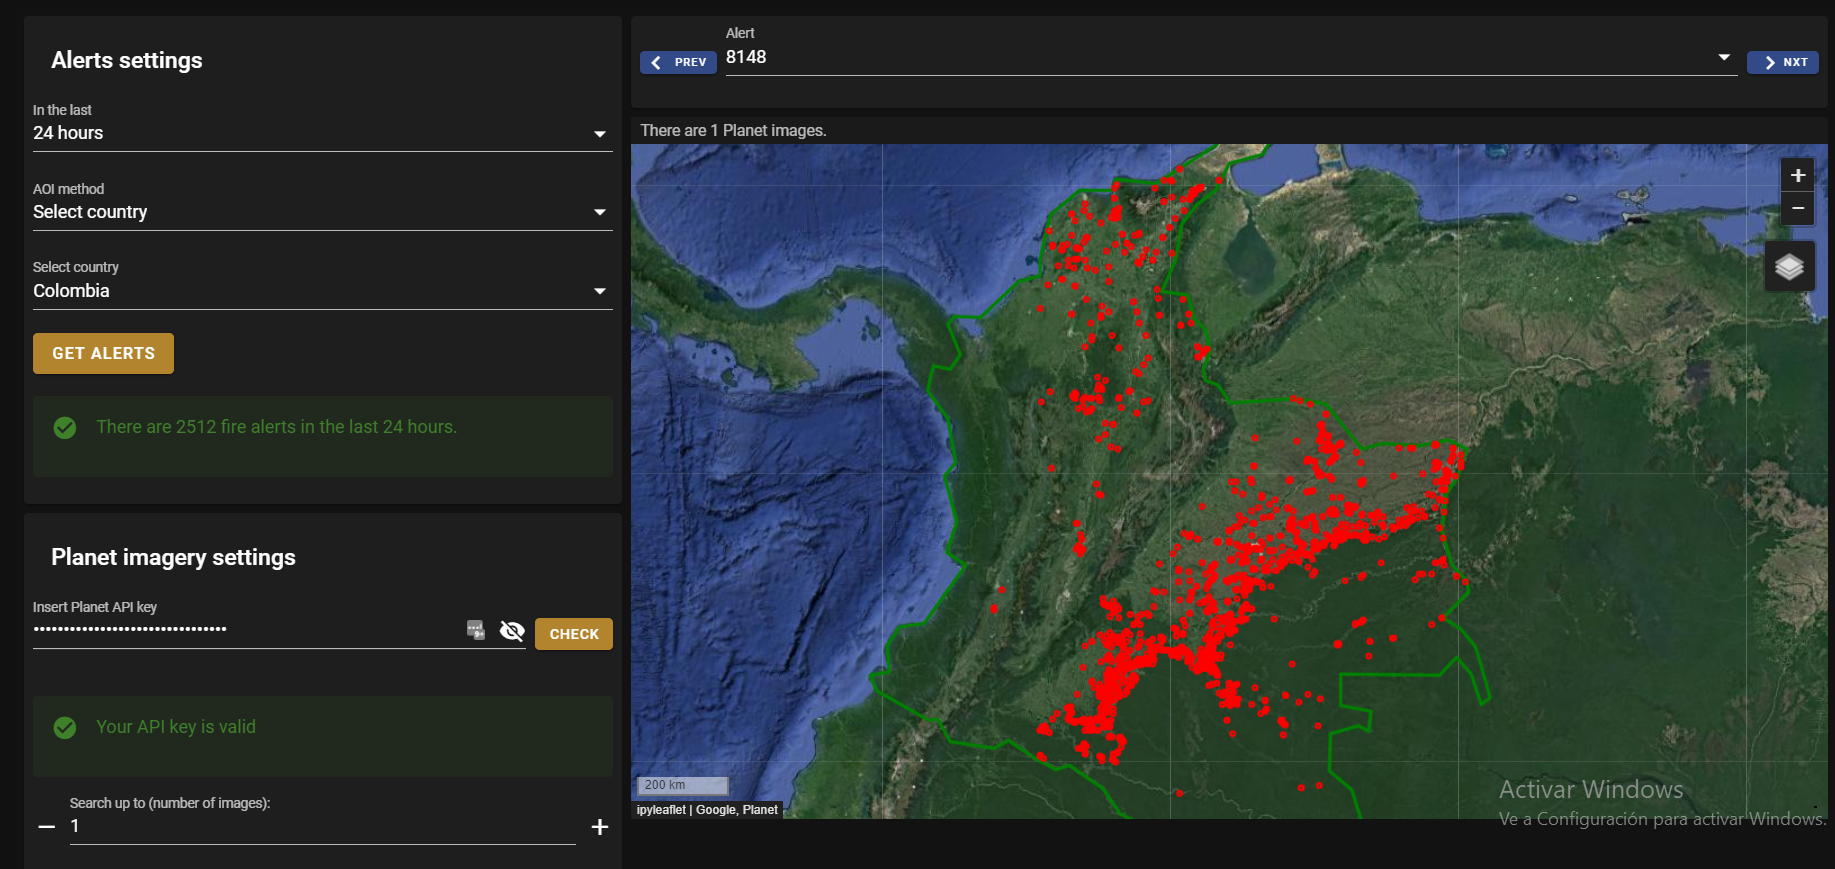 Alerts settings
In the last
24 hours
AOI method
Select country
Select country
Colombia
GET ALERTS
There are 2512 fire alerts in the last 24 hours.
Planet imagery settings
Insert Planet API key
••••••••••••••••••••••••••••••••
CHECK
Your API key is valid
Search up to (number of images):
− 1 +
PREV
Alert
8148
NXT
There are 1 Planet images.
+
−
200 km
ipyleaflet | Google, Planet
Activar Windows
Ve a Configuración para activar Windows.